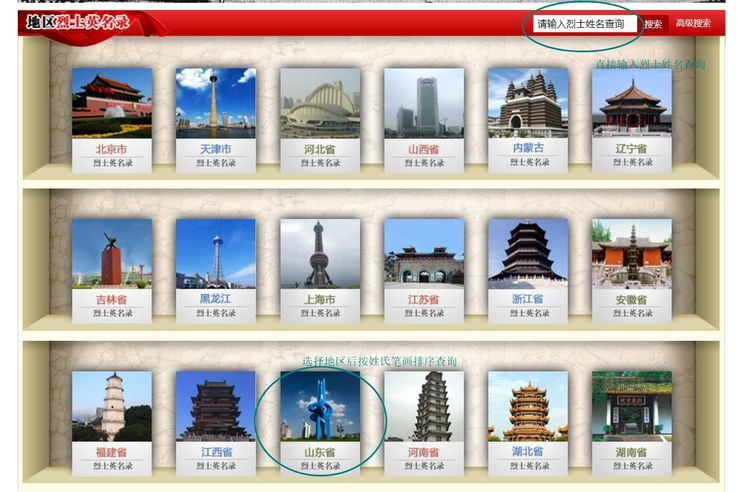 地区烈士英名录
请输入烈士姓名查询 搜索 高级搜索
直接输入烈士姓名查询
北京市 天津市 河北省 山西省 内蒙古 辽宁省
烈士英名录 烈士英名录 烈士英名录 烈士英名录 烈士英名录 烈士英名录
吉林省 黑龙江 上海市 江苏省 浙江省 安徽省
烈士英名录 烈士英名录 烈士英名录 烈士英名录 烈士英名录 烈士英名录
选择地区后按姓氏笔画排序查询
福建省 江西省 山东省 河南省 湖北省 湖南省
烈士英名录 烈士英名录 烈士英名录 烈士英名录 烈士英名录 烈士英名录